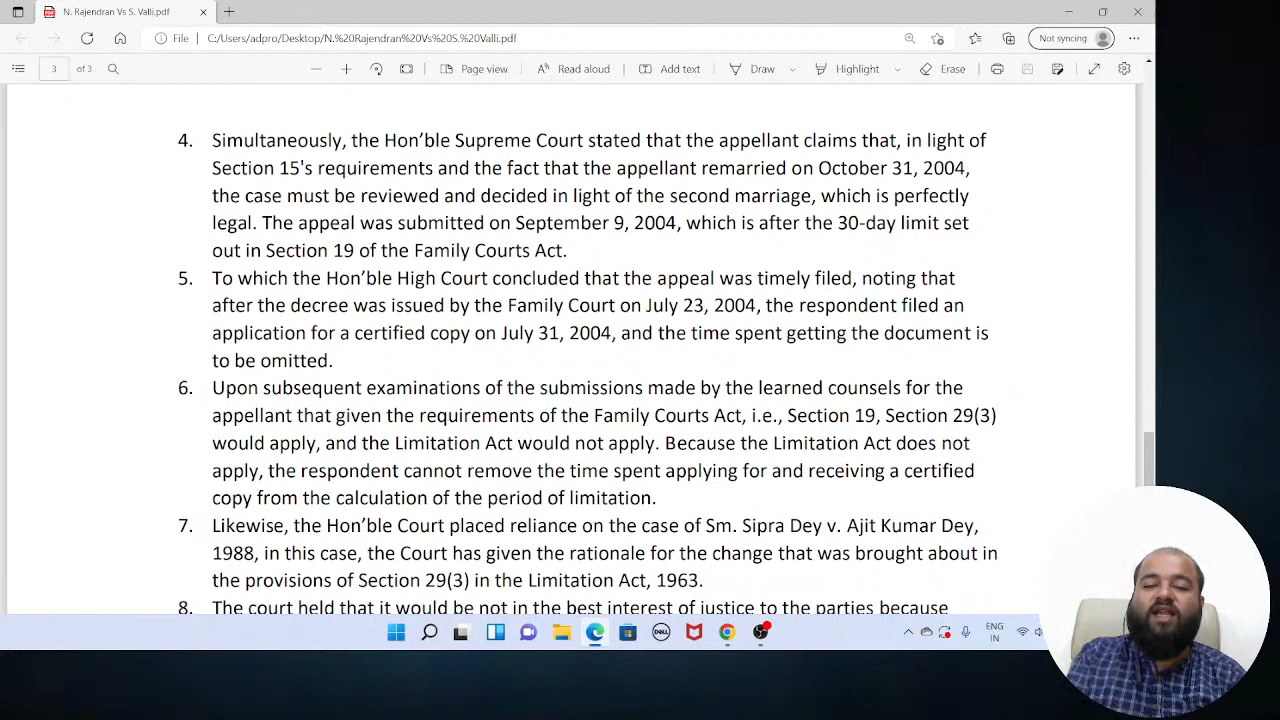 N. Rajendran Vs S. Valli.pdf
File C:/Users/adpro/Desktop/N.%20Rajendran%20Vs%20S.%20Valli.pdf
Not syncing
3 of 3 Page view Read aloud Add text Draw Highlight Erase
4. Simultaneously, the Hon’ble Supreme Court stated that the appellant claims that, in light of
Section 15's requirements and the fact that the appellant remarried on October 31, 2004,
the case must be reviewed and decided in light of the second marriage, which is perfectly
legal. The appeal was submitted on September 9, 2004, which is after the 30-day limit set
out in Section 19 of the Family Courts Act.
5. To which the Hon’ble High Court concluded that the appeal was timely filed, noting that
after the decree was issued by the Family Court on July 23, 2004, the respondent filed an
application for a certified copy on July 31, 2004, and the time spent getting the document is
to be omitted.
6. Upon subsequent examinations of the submissions made by the learned counsels for the
appellant that given the requirements of the Family Courts Act, i.e., Section 19, Section 29(3)
would apply, and the Limitation Act would not apply. Because the Limitation Act does not
apply, the respondent cannot remove the time spent applying for and receiving a certified
copy from the calculation of the period of limitation.
7. Likewise, the Hon’ble Court placed reliance on the case of Sm. Sipra Dey v. Ajit Kumar Dey,
1988, in this case, the Court has given the rationale for the change that was brought about in
the provisions of Section 29(3) in the Limitation Act, 1963.
8. The court held that it would be not in the best interest of justice to the parties because
DELL
ENG
IN